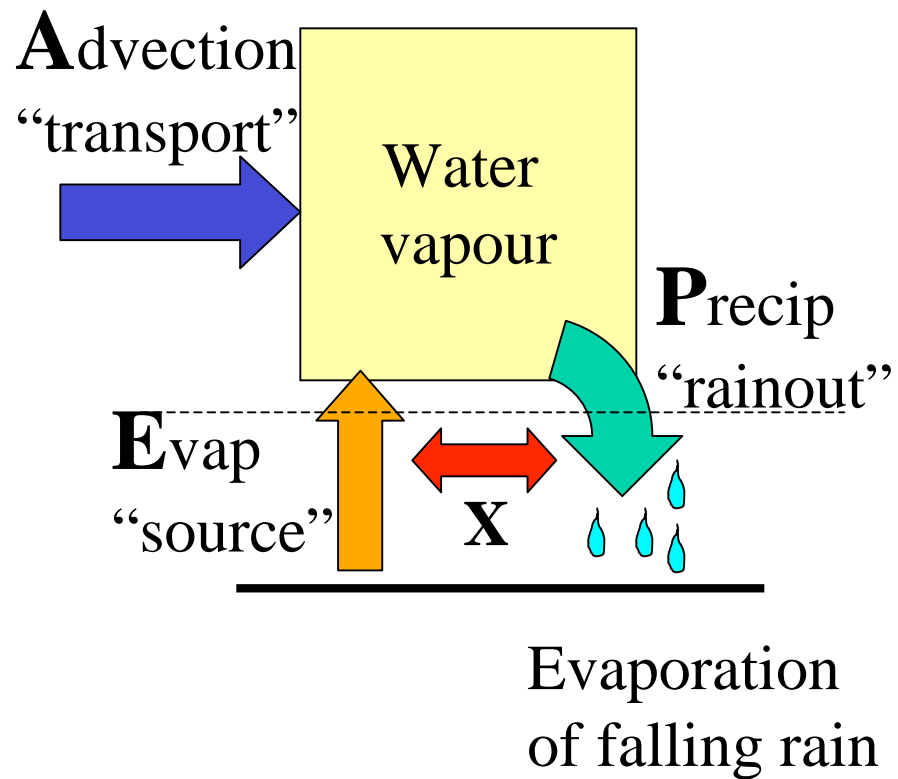 Advection
“transport”
Water
vapour
Precip
“rainout”
Evap
“source”
X
Evaporation
of falling rain